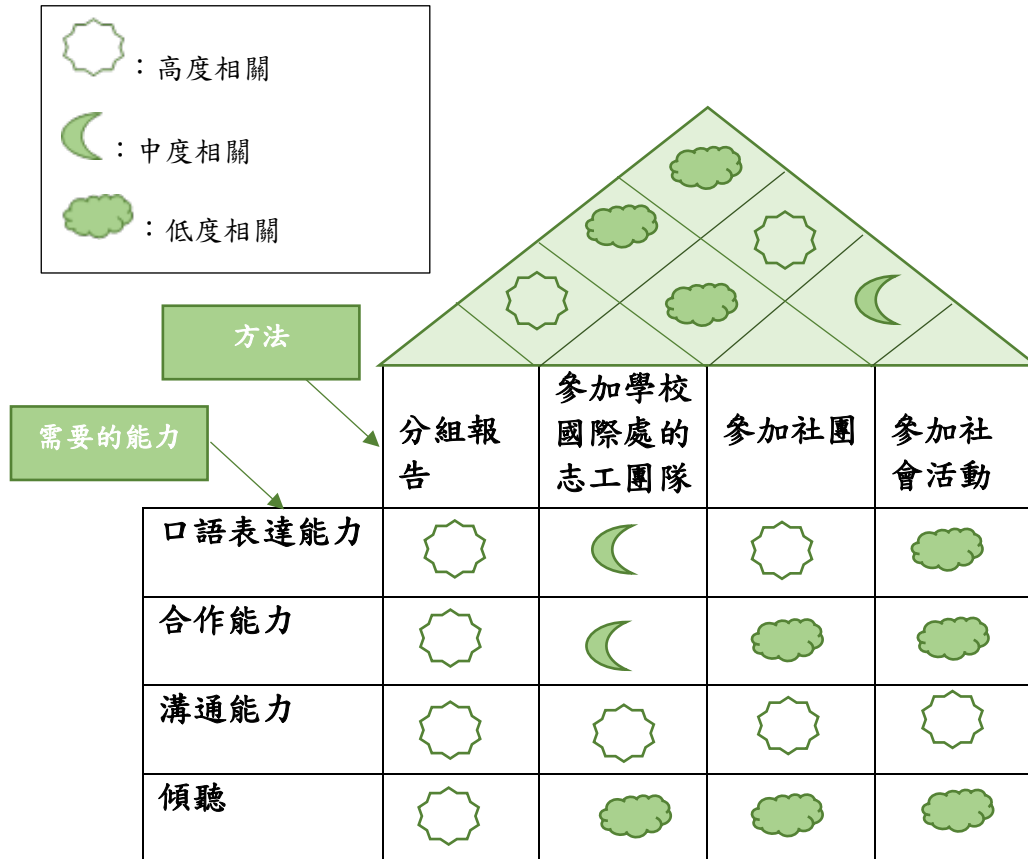 ：高度相關
：中度相關
：低度相關
方法
需要的能力
分組報
告
參加學校
國際處的
志工團隊
參加社團
參加社
會活動
口語表達能力
合作能力
溝通能力
傾聽